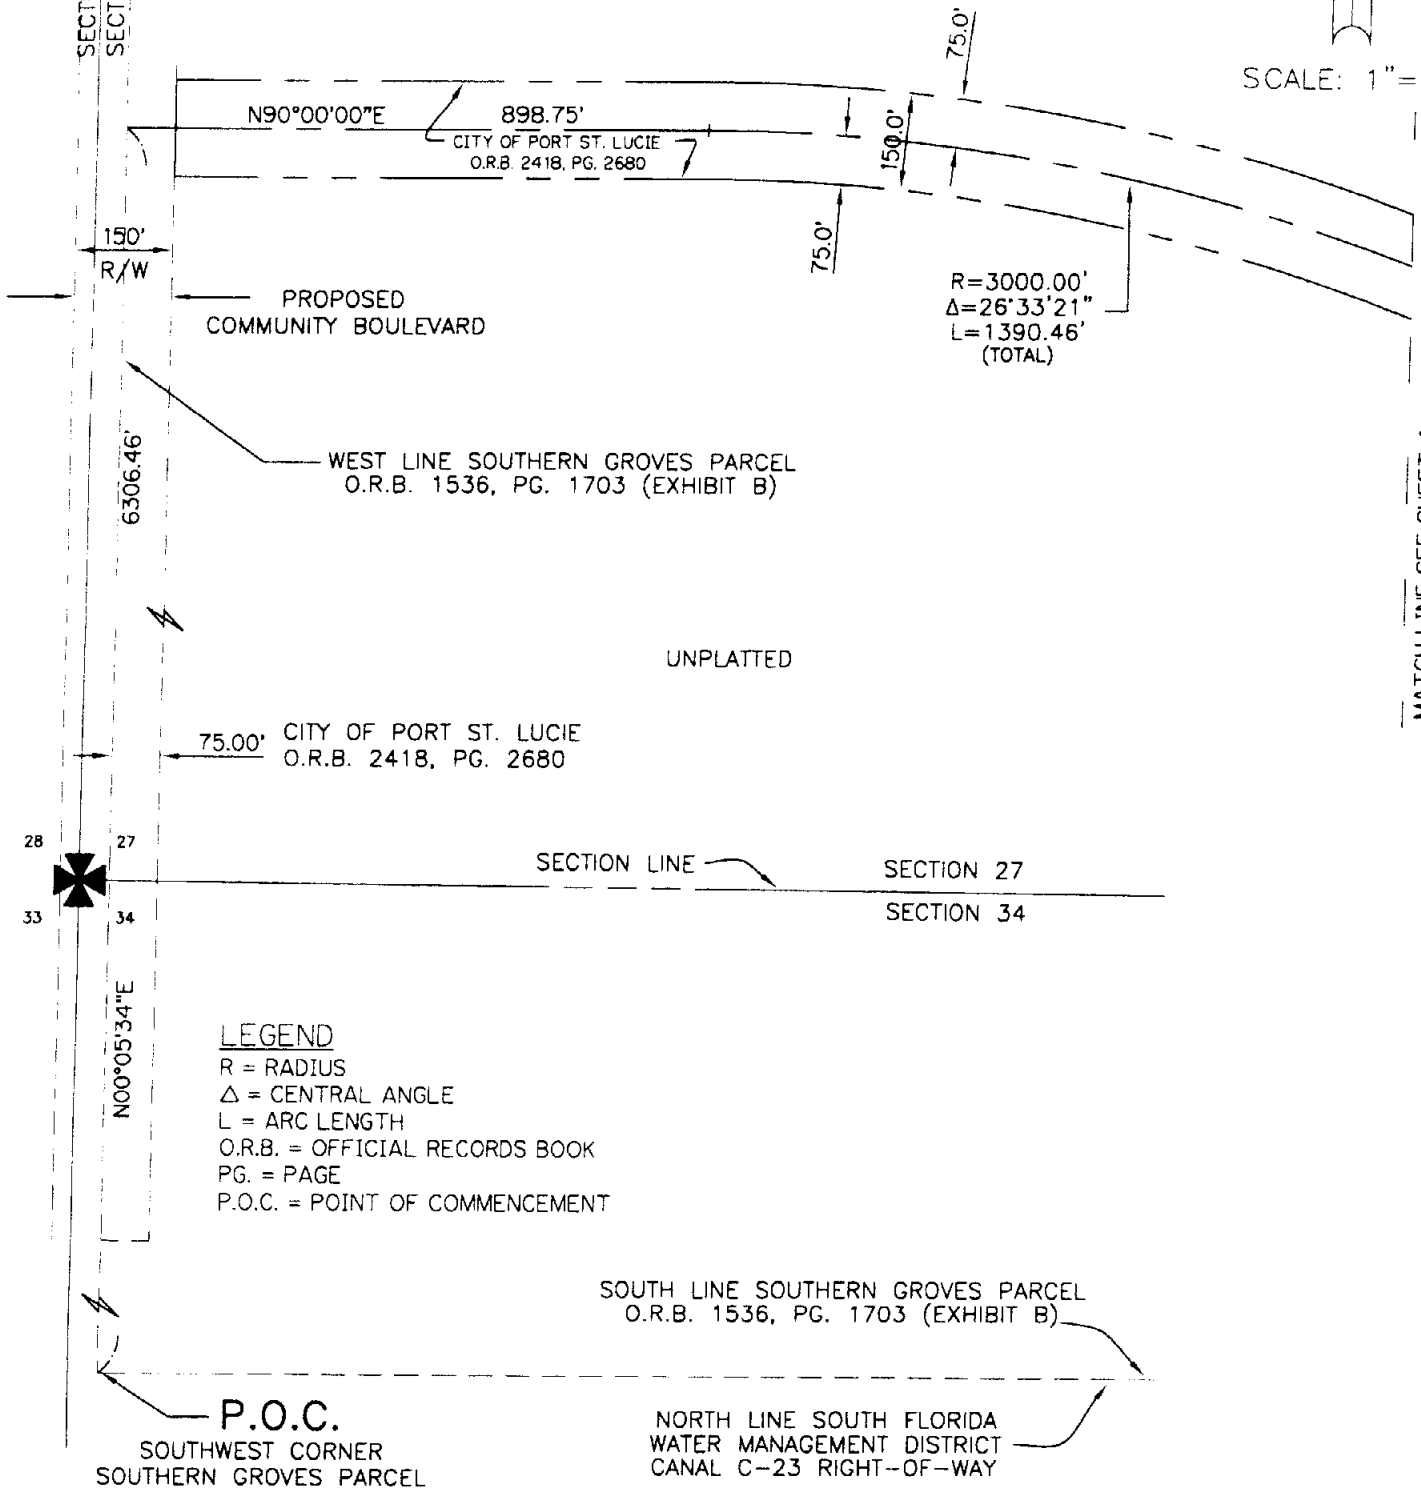 SECT
SECT
75.0'
SCALE: 1"=
N90°00'00"E
898.75'
CITY OF PORT ST. LUCIE
O.R.B. 2418, PG. 2680
150.0'
75.0'
150'
R/W
PROPOSED
COMMUNITY BOULEVARD
R=3000.00'
Δ=26°33'21"
L=1390.46'
(TOTAL)
6306.46'
WEST LINE SOUTHERN GROVES PARCEL
O.R.B. 1536, PG. 1703 (EXHIBIT B)
UNPLATTED
MATCH LINE SEE SHEET
75.00'
CITY OF PORT ST. LUCIE
O.R.B. 2418, PG. 2680
28
27
SECTION LINE
SECTION 27
33
34
SECTION 34
N00°05'34"E
LEGEND
R = RADIUS
Δ = CENTRAL ANGLE
L = ARC LENGTH
O.R.B. = OFFICIAL RECORDS BOOK
PG. = PAGE
P.O.C. = POINT OF COMMENCEMENT
SOUTH LINE SOUTHERN GROVES PARCEL
O.R.B. 1536, PG. 1703 (EXHIBIT B)
P.O.C.
SOUTHWEST CORNER
SOUTHERN GROVES PARCEL
NORTH LINE SOUTH FLORIDA
WATER MANAGEMENT DISTRICT
CANAL C-23 RIGHT-OF-WAY